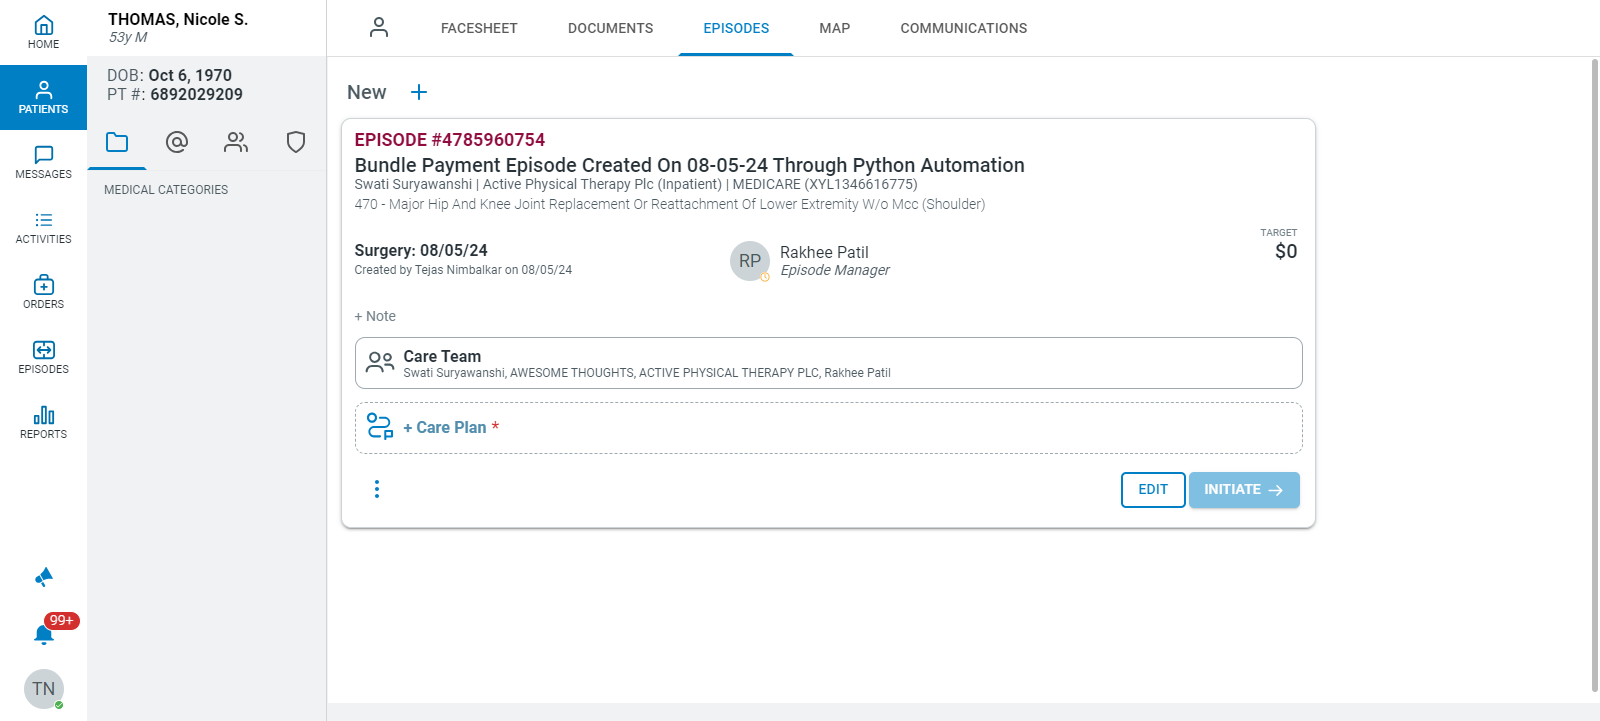 HOME
PATIENTS
MESSAGES
ACTIVITIES
ORDERS
EPISODES
REPORTS
99+
TN
THOMAS, Nicole S.
53y M
DOB: Oct 6, 1970
PT #: 6892029209
MEDICAL CATEGORIES
FACESHEET
DOCUMENTS
EPISODES
MAP
COMMUNICATIONS
New +
EPISODE #4785960754
Bundle Payment Episode Created On 08-05-24 Through Python Automation
Swati Suryawanshi | Active Physical Therapy Plc (Inpatient) | MEDICARE (XYL1346616775)
470 - Major Hip And Knee Joint Replacement Or Reattachment Of Lower Extremity W/o Mcc (Shoulder)
Surgery: 08/05/24
Created by Tejas Nimbalkar on 08/05/24
RP
Rakhee Patil
Episode Manager
TARGET
$0
+ Note
Care Team
Swati Suryawanshi, AWESOME THOUGHTS, ACTIVE PHYSICAL THERAPY PLC, Rakhee Patil
+ Care Plan *
EDIT
INITIATE →